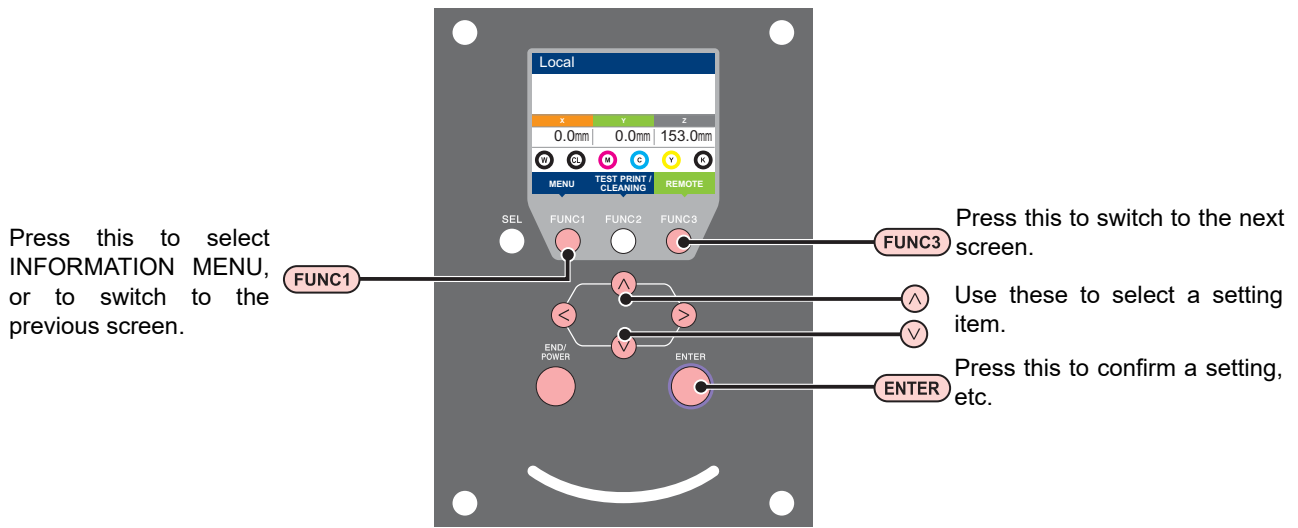 Local
X Y Z
0.0mm 0.0mm 153.0mm
W CL M C Y K
MENU TEST PRINT / CLEANING REMOTE
SEL FUNC1 FUNC2 FUNC3
Press this to select
INFORMATION MENU,
or to switch to the
previous screen.
FUNC1
FUNC3
Press this to switch to the next
screen.
Use these to select a setting
item.
END/
POWER
ENTER
ENTER
Press this to confirm a setting,
etc.